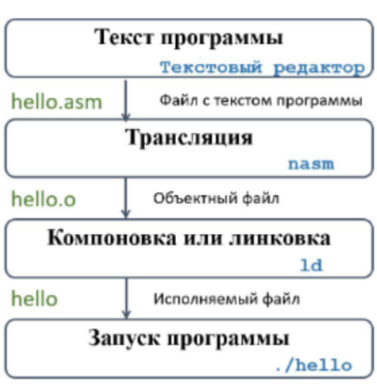 Текст программы
Текстовый редактор
hello.asm Файл с текстом программы
Трансляция
nasm
hello.o Объектный файл
Компоновка или линковка
ld
hello Исполняемый файл
Запуск программы
./hello